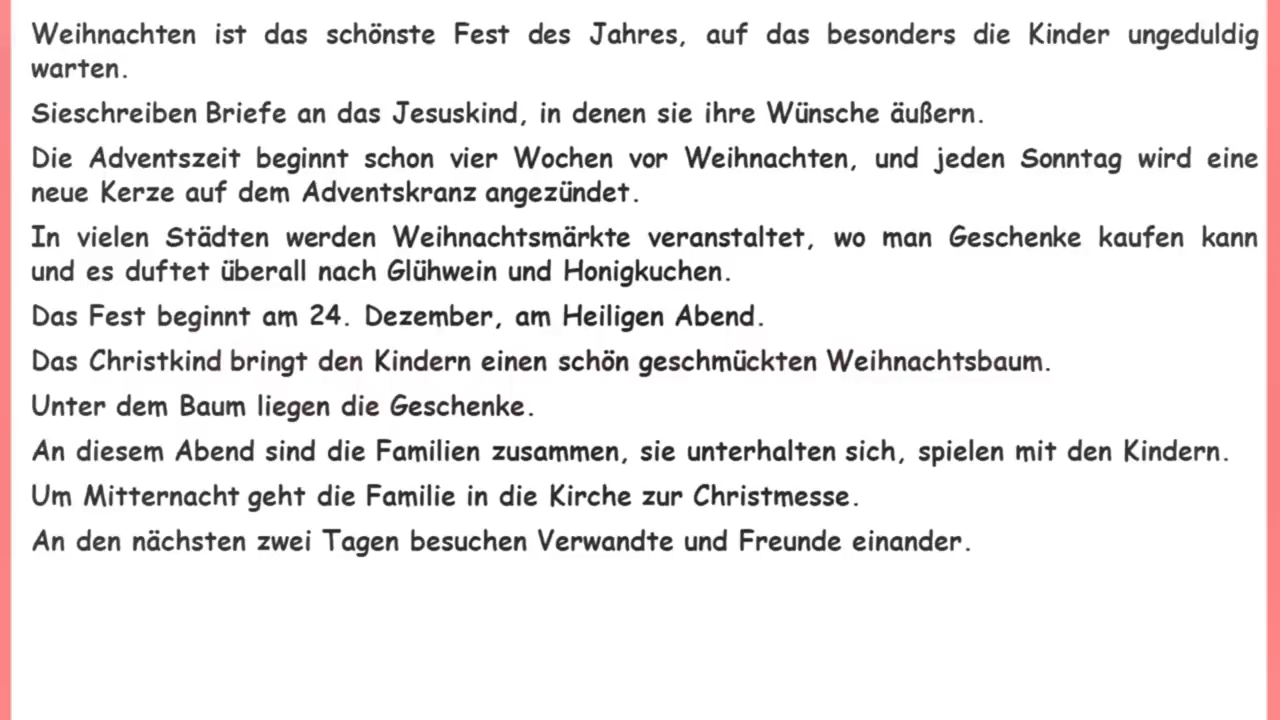 Weihnachten ist das schönste Fest des Jahres, auf das besonders die Kinder ungeduldig
warten.
Sieschreiben Briefe an das Jesuskind, in denen sie ihre Wünsche äußern.
Die Adventszeit beginnt schon vier Wochen vor Weihnachten, und jeden Sonntag wird eine
neue Kerze auf dem Adventskranz angezündet.
In vielen Städten werden Weihnachtsmärkte veranstaltet, wo man Geschenke kaufen kann
und es duftet überall nach Glühwein und Honigkuchen.
Das Fest beginnt am 24. Dezember, am Heiligen Abend.
Das Christkind bringt den Kindern einen schön geschmückten Weihnachtsbaum.
Unter dem Baum liegen die Geschenke.
An diesem Abend sind die Familien zusammen, sie unterhalten sich, spielen mit den Kindern.
Um Mitternacht geht die Familie in die Kirche zur Christmesse.
An den nächsten zwei Tagen besuchen Verwandte und Freunde einander.